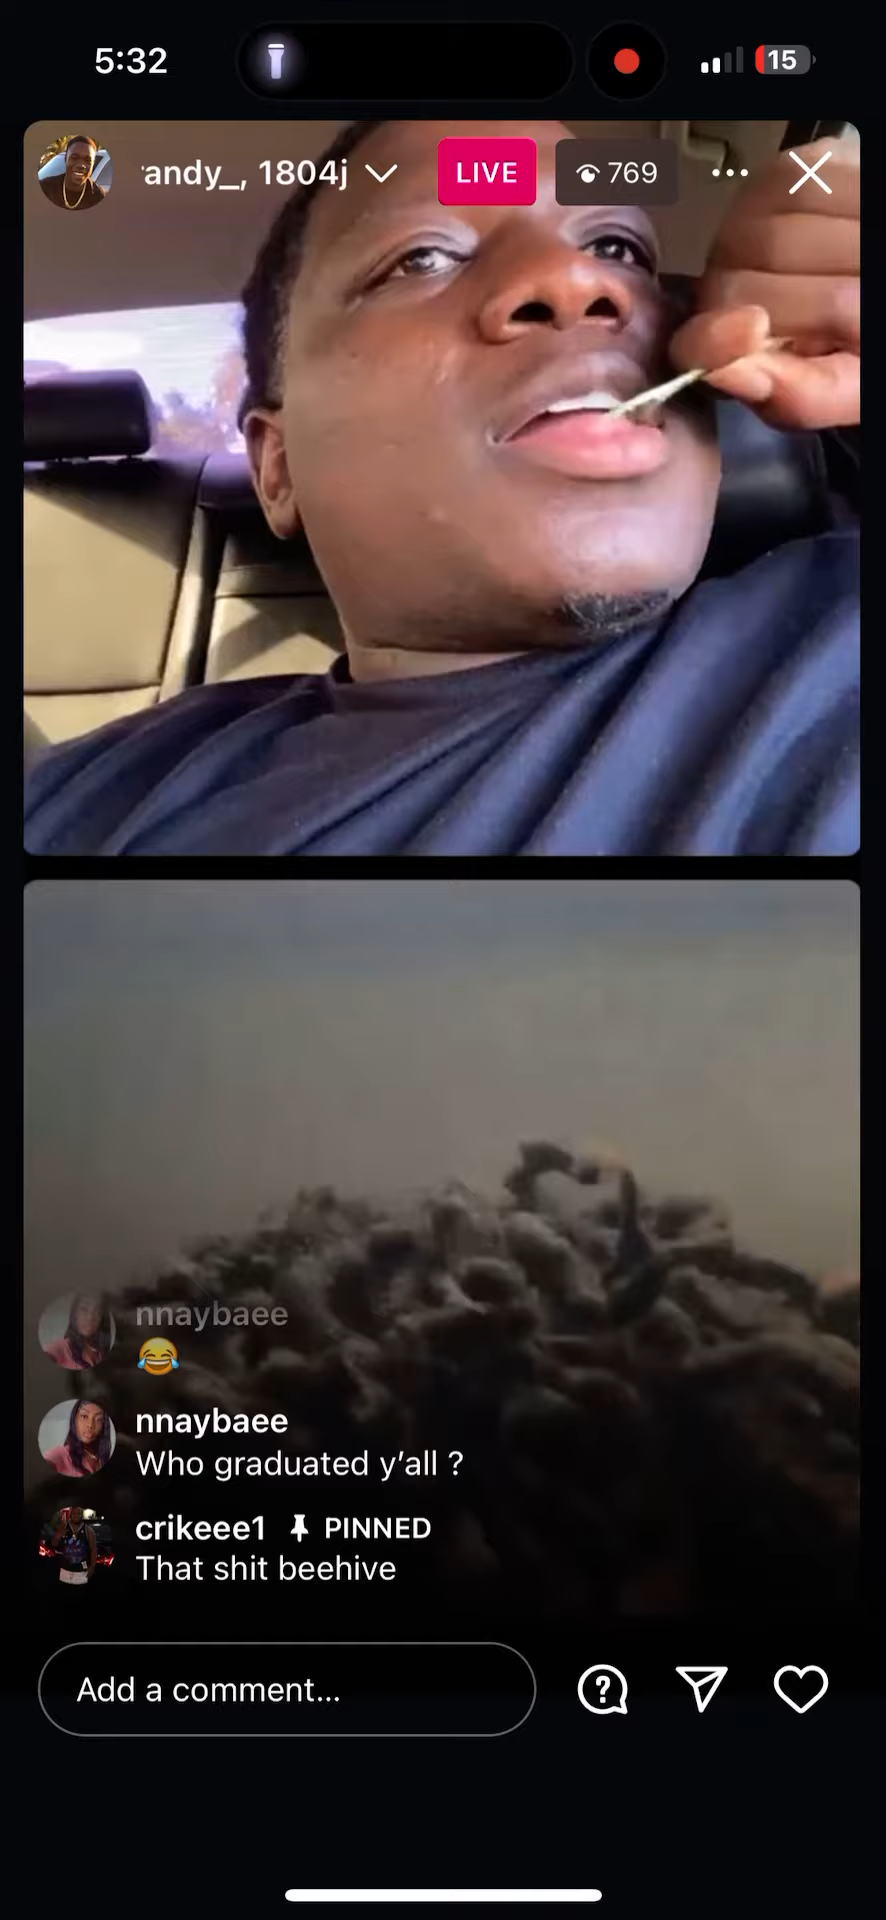 5:32
15
andy_, 1804j
LIVE
769
nnaybaee
😂
nnaybaee
Who graduated y’all ?
crikeee1 PINNED
That shit beehive
Add a comment...